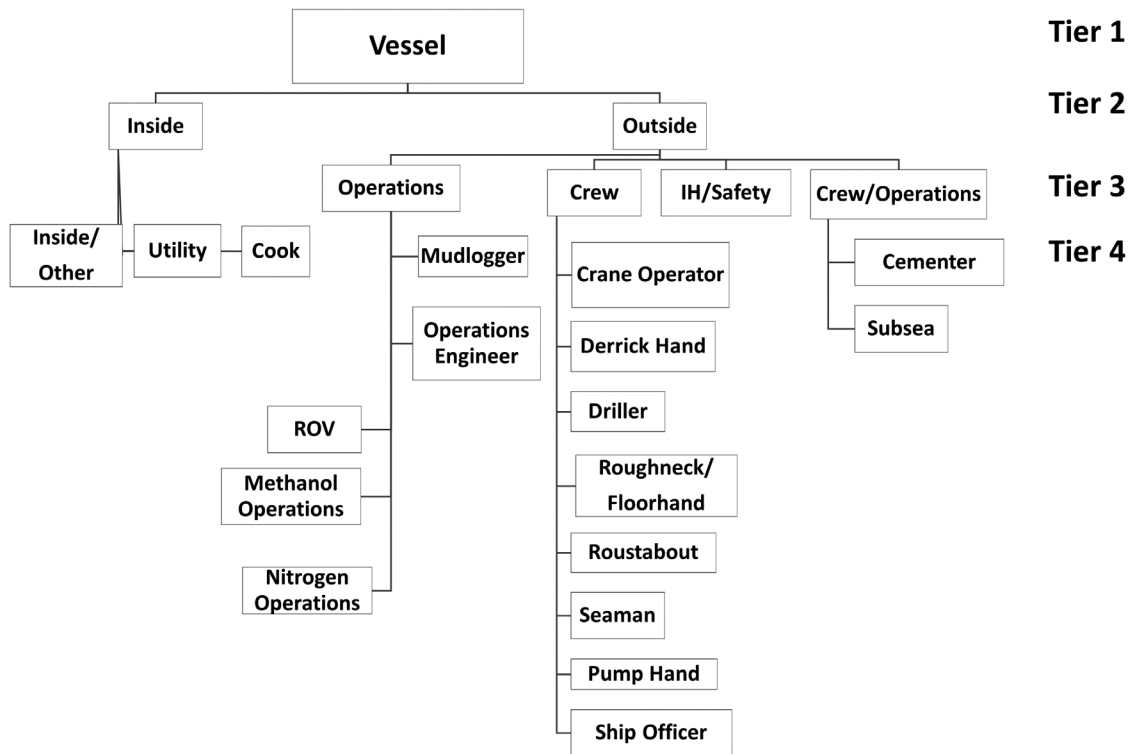 Vessel
Tier 1
Inside
Outside
Tier 2
Operations
Crew
IH/Safety
Crew/Operations
Tier 3
Inside/
Other
Utility
Cook
Mudlogger
Operations
Engineer
ROV
Methanol
Operations
Nitrogen
Operations
Crane Operator
Derrick Hand
Driller
Roughneck/
Floorhand
Roustabout
Seaman
Pump Hand
Ship Officer
Cementer
Subsea
Tier 4